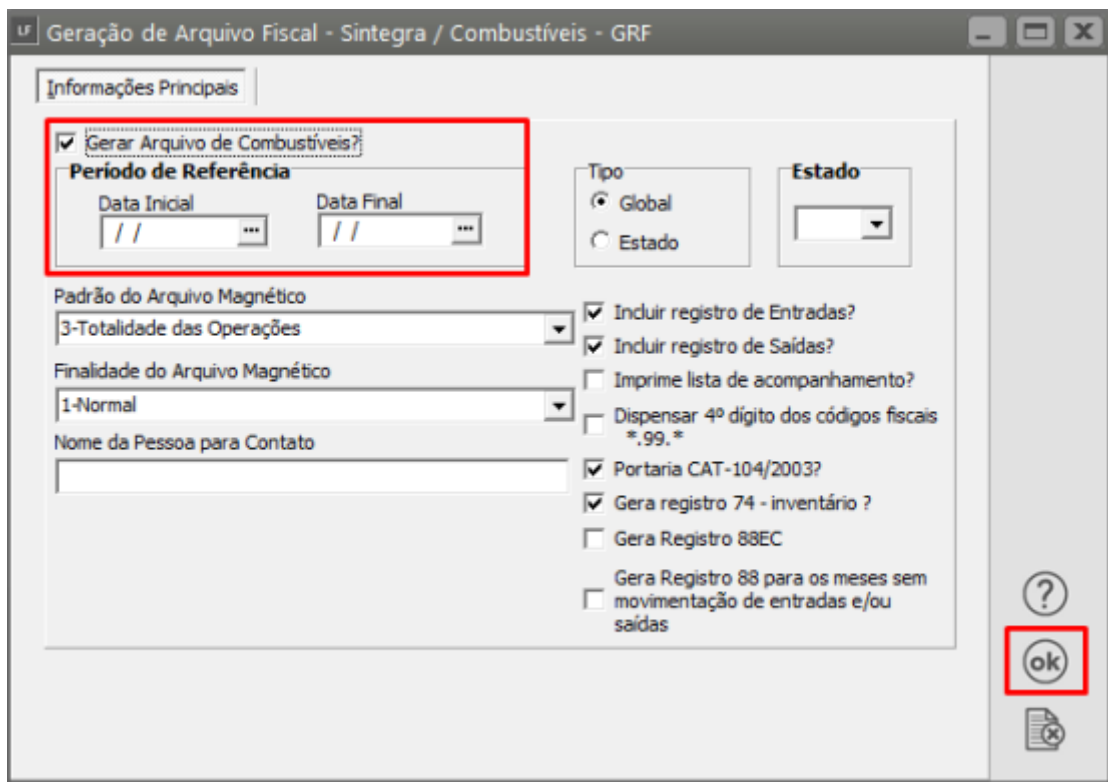 LF Geração de Arquivo Fiscal - Sintegra / Combustíveis - GRF
Informações Principais
Gerar Arquivo de Combustíveis?
Período de Referência
Data Inicial
Data Final
/ /
/ /
Tipo
Global
Estado
Estado
Padrão do Arquivo Magnético
3-Totalidade das Operações
Finalidade do Arquivo Magnético
1-Normal
Nome da Pessoa para Contato
Incluir registro de Entradas?
Incluir registro de Saídas?
Imprime lista de acompanhamento?
Dispensar 4º dígito dos códigos fiscais
*.99.*
Portaria CAT-104/2003?
Gera registro 74 - inventário ?
Gera Registro 88EC
Gera Registro 88 para os meses sem
movimentação de entradas e/ou
saídas
?
ok